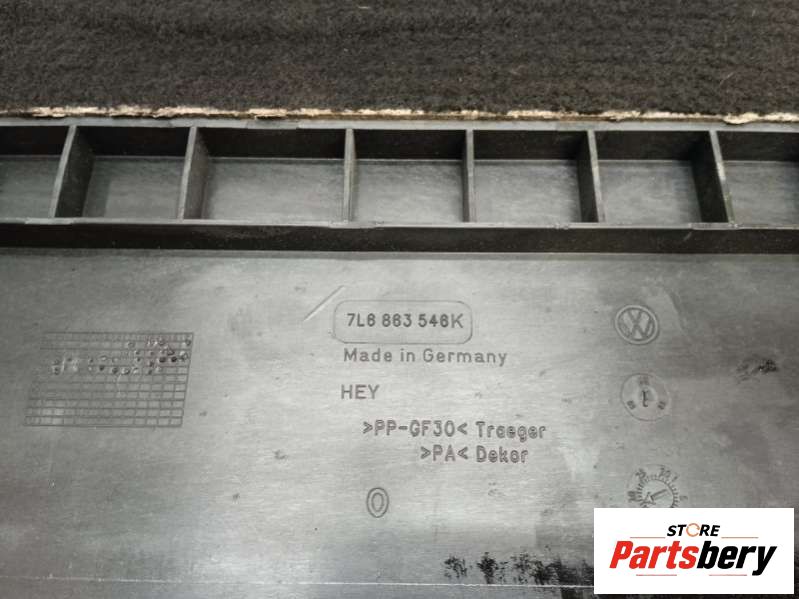 7L6 863 546K
Made in Germany
HEY
>PP-GF30< Traeger
>PA< Dekor
STORE
Partsbery